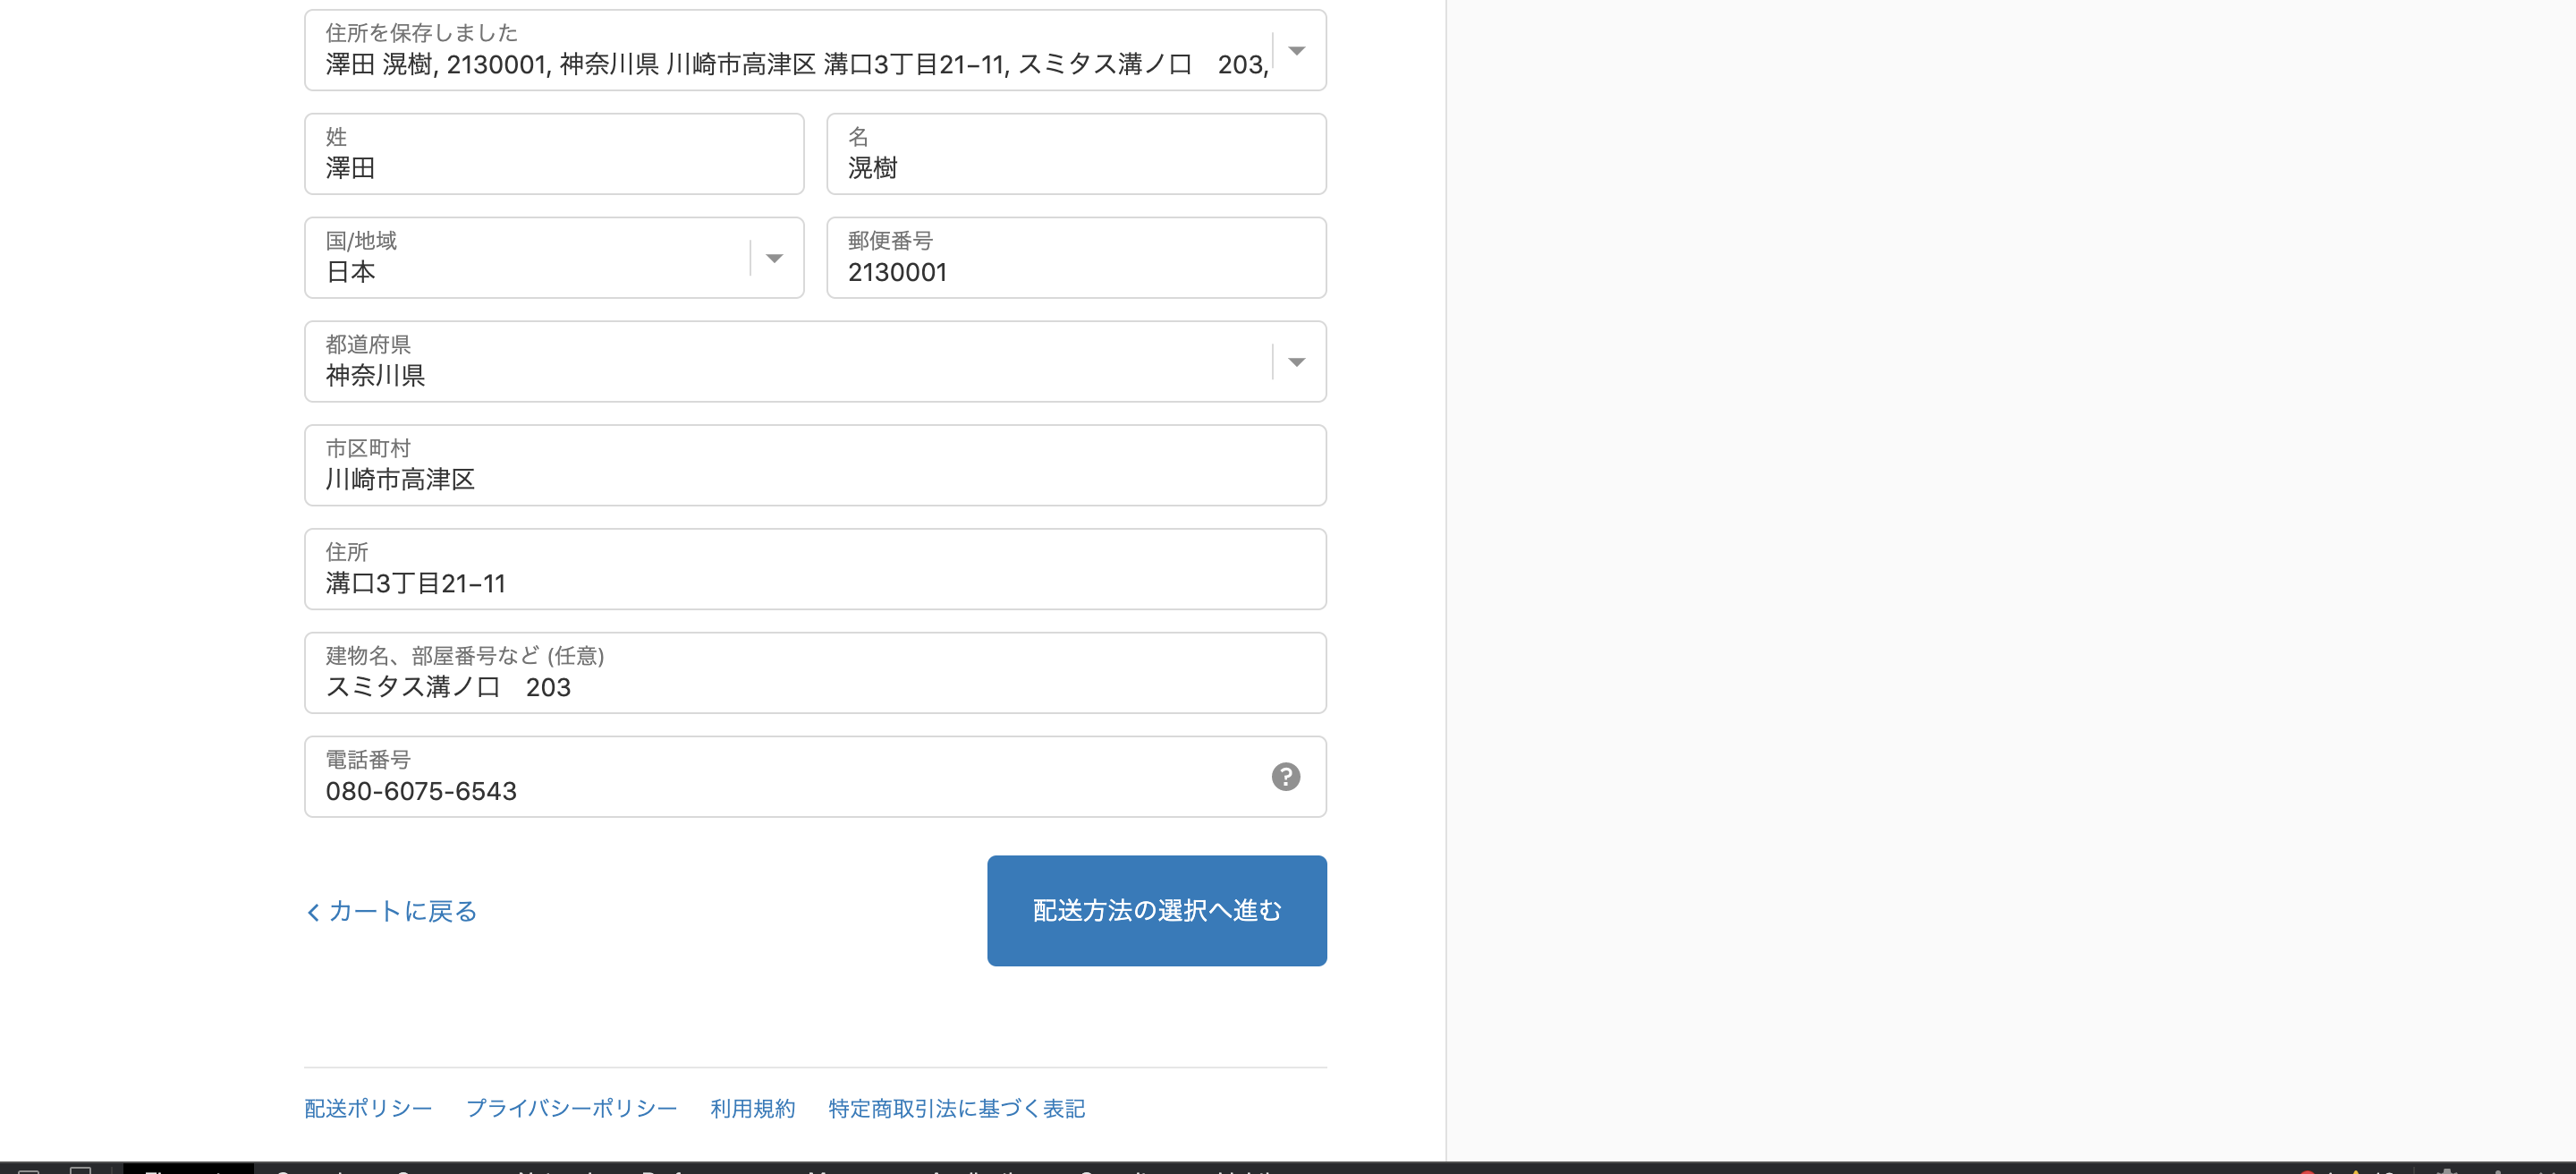 住所を保存しました
澤田 滉樹, 2130001, 神奈川県 川崎市高津区 溝口3丁目21−11, スミタス溝ノ口　203,
姓
澤田
名
滉樹
国/地域
日本
郵便番号
2130001
都道府県
神奈川県
市区町村
川崎市高津区
住所
溝口3丁目21−11
建物名、部屋番号など (任意)
スミタス溝ノ口　203
電話番号
080-6075-6543
カートに戻る
配送方法の選択へ進む
配送ポリシー　プライバシーポリシー　利用規約　特定商取引法に基づく表記